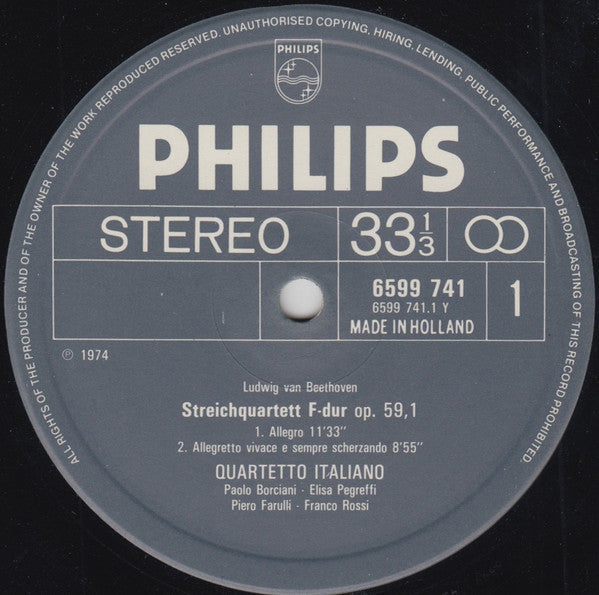 ALL RIGHTS OF THE PRODUCER AND OF THE OWNER OF THE WORK REPRODUCED RESERVED. UNAUTHORISED COPYING, HIRING, LENDING, PUBLIC PERFORMANCE AND BROADCASTING OF THIS RECORD PROHIBITED.
PHILIPS
PHILIPS
STEREO 33 1/3
6599 741
6599 741.1 Y
MADE IN HOLLAND
1
℗ 1974
Ludwig van Beethoven
Streichquartett F-dur op. 59,1
1. Allegro 11'33"
2. Allegretto vivace e sempre scherzando 8'55"
QUARTETTO ITALIANO
Paolo Borciani - Elisa Pegreffi
Piero Farulli - Franco Rossi